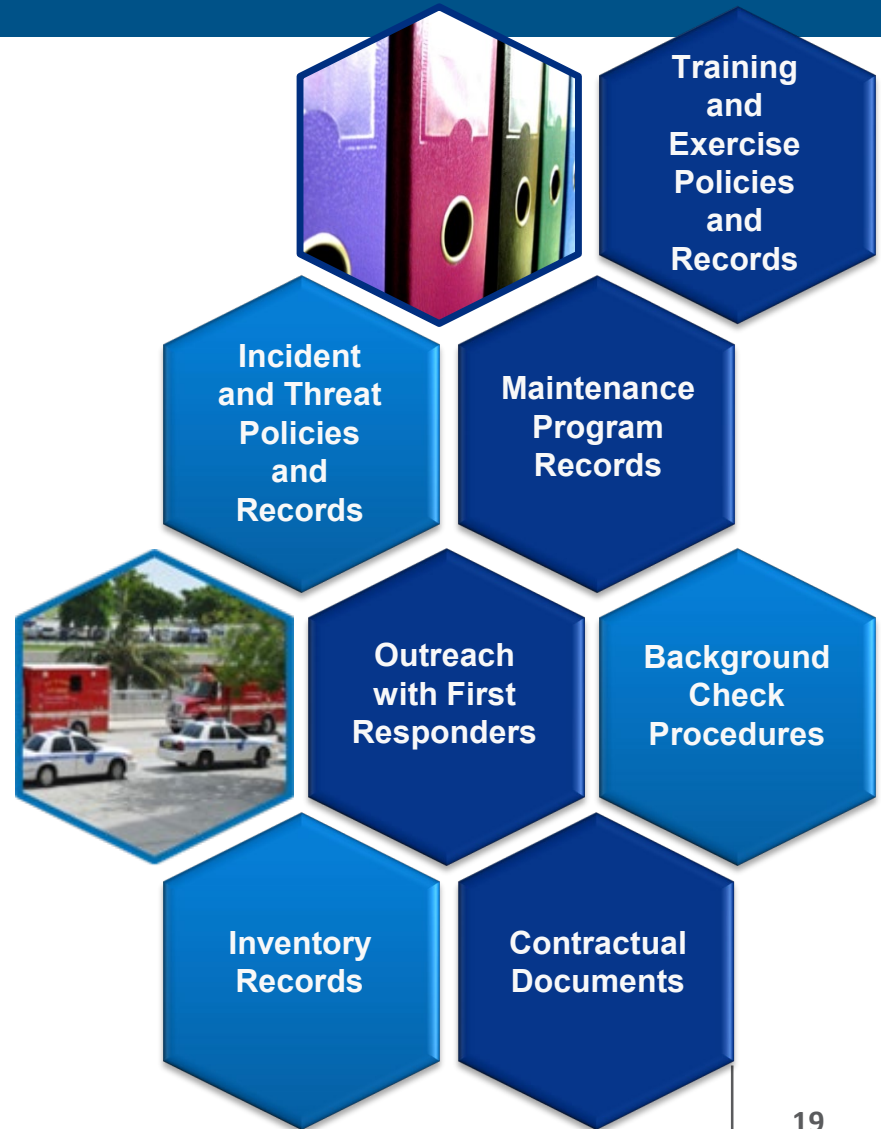 Training
and
Exercise
Policies
and
Records
Incident
and Threat
Policies
and
Records
Maintenance
Program
Records
Outreach
with First
Responders
Background
Check
Procedures
Inventory
Records
Contractual
Documents
19